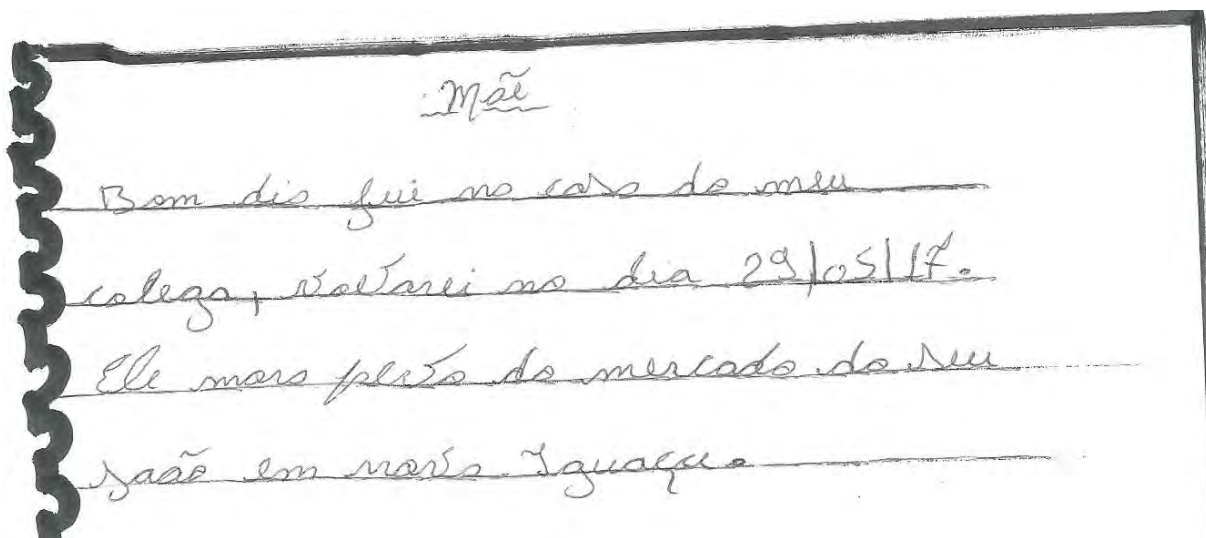 Mãe
Bom dia fui na casa do meu
colega, voltarei no dia 29/05/17.
Ele mora perto do mercado do seu
João em nova Iguaçu.